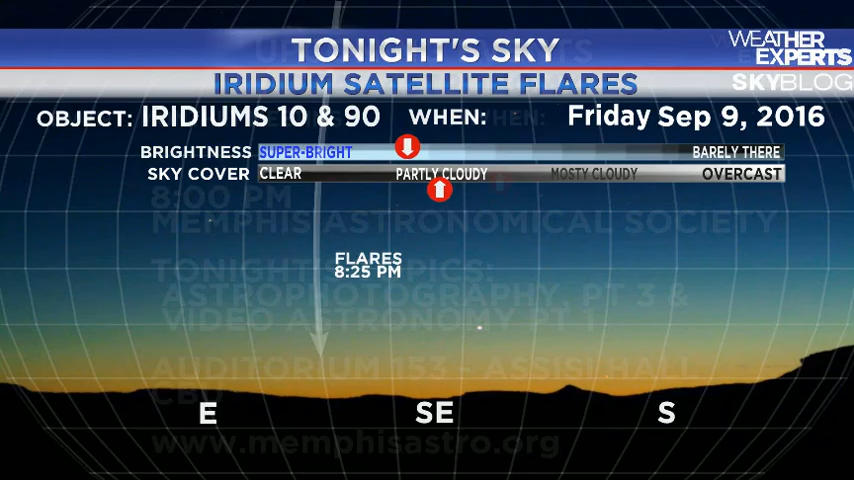 TONIGHT'S SKY
WEATHER
EXPERTS
IRIDIUM SATELLITE FLARES
SKYBLOG
OBJECT: IRIDIUMS 10 & 90 WHEN: Friday Sep 9, 2016
BRIGHTNESS SUPER-BRIGHT BARELY THERE
SKY COVER CLEAR PARTLY CLOUDY MOSTY CLOUDY OVERCAST
8:00 PM
MEMPHIS ASTRONOMICAL SOCIETY
FLARES
8:25 PM
TONIGHT'S TOPICS:
ASTROPHOTOGRAPHY, PT 3 &
VIDEO ASTRONOMY PT 1
AUDITORIUM 153 - ASSISI HALL
CBU
E SE S
www.memphisastro.org